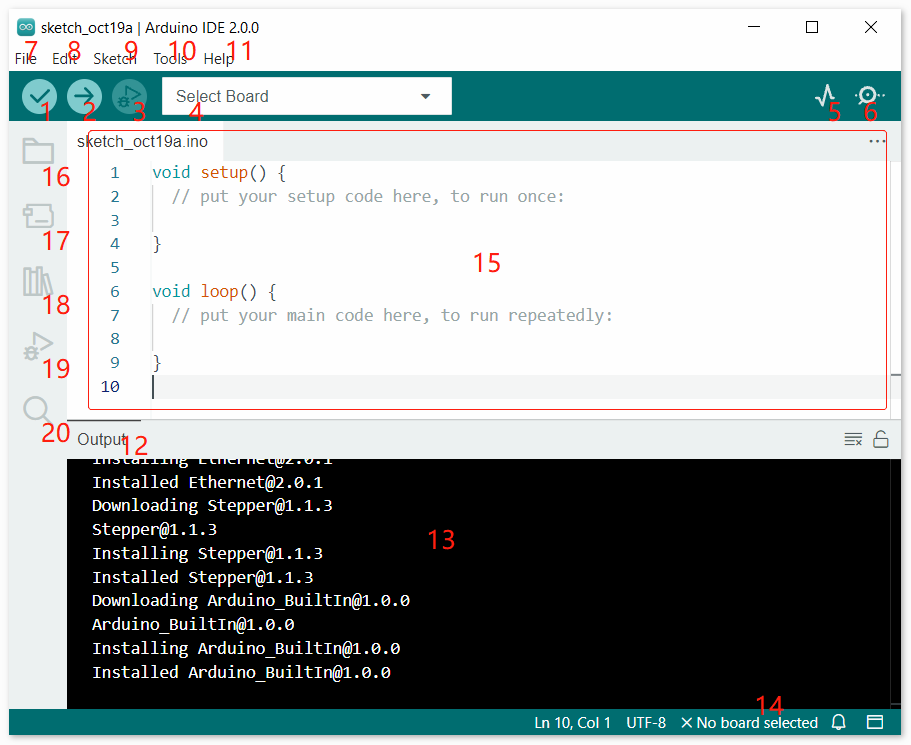 sketch_oct19a | Arduino IDE 2.0.0
7 8 9 10 11
File Edit Sketch Tools Help
Select Board
1 2 3 4 5 6
sketch_oct19a.ino
1 void setup() {
2 // put your setup code here, to run once:
3
4 }
5
6 void loop() {
7 // put your main code here, to run repeatedly:
8
9 }
10
15
16
17
18
19
20
Output
12
Installing Ethernet@2.0.1
Installed Ethernet@2.0.1
Downloading Stepper@1.1.3
Stepper@1.1.3
Installing Stepper@1.1.3
Installed Stepper@1.1.3
Downloading Arduino_BuiltIn@1.0.0
Arduino_BuiltIn@1.0.0
Installing Arduino_BuiltIn@1.0.0
Installed Arduino_BuiltIn@1.0.0
13
14
Ln 10, Col 1 UTF-8 No board selected